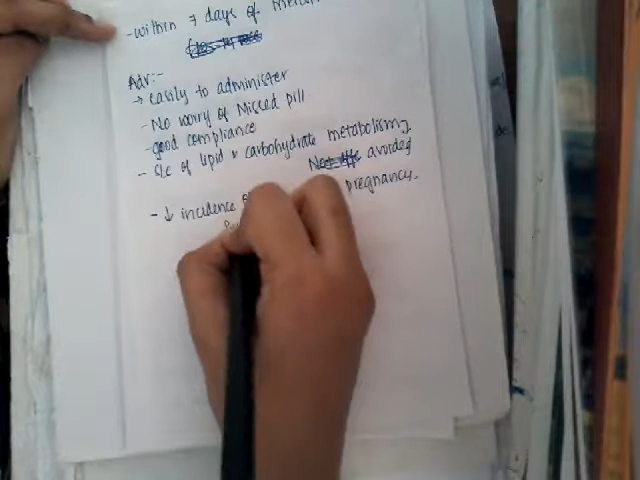 - within 7 days of
Adv:-
→ easily to administer
- No worry of Missed pill
- good compliance
- S/E of lipid & carbohydrate metabolism]
avoided
- ↓ incidence pregnancy.